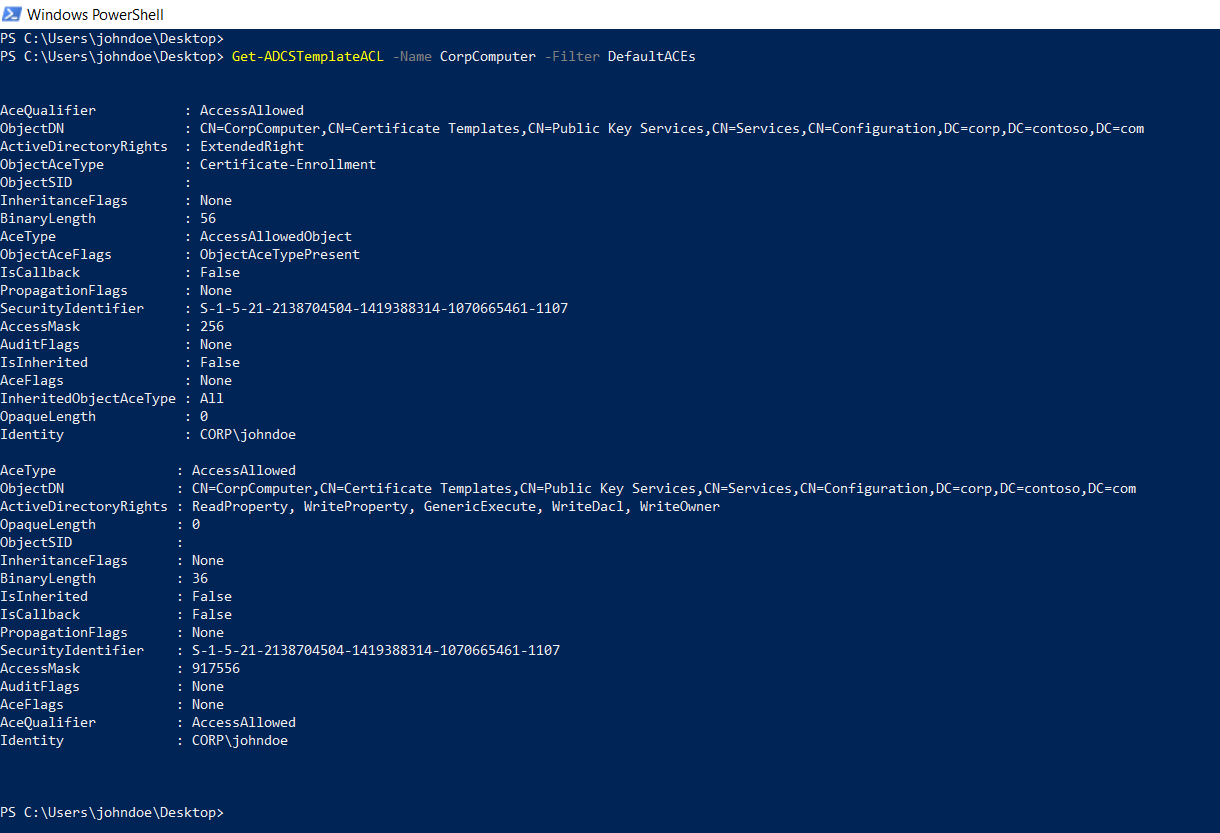 Windows PowerShell
PS C:\Users\johndoe\Desktop>
PS C:\Users\johndoe\Desktop> Get-ADCSTemplateACL -Name CorpComputer -Filter DefaultACEs
AceQualifier : AccessAllowed
ObjectDN : CN=CorpComputer,CN=Certificate Templates,CN=Public Key Services,CN=Services,CN=Configuration,DC=corp,DC=contoso,DC=com
ActiveDirectoryRights : ExtendedRight
ObjectAceType : Certificate-Enrollment
ObjectSID :
InheritanceFlags : None
BinaryLength : 56
AceType : AccessAllowedObject
ObjectAceFlags : ObjectAceTypePresent
IsCallback : False
PropagationFlags : None
SecurityIdentifier : S-1-5-21-2138704504-1419388314-1070665461-1107
AccessMask : 256
AuditFlags : None
IsInherited : False
AceFlags : None
InheritedObjectAceType : All
OpaqueLength : 0
Identity : CORP\johndoe
AceType : AccessAllowed
ObjectDN : CN=CorpComputer,CN=Certificate Templates,CN=Public Key Services,CN=Services,CN=Configuration,DC=corp,DC=contoso,DC=com
ActiveDirectoryRights : ReadProperty, WriteProperty, GenericExecute, WriteDacl, WriteOwner
OpaqueLength : 0
ObjectSID :
InheritanceFlags : None
BinaryLength : 36
IsInherited : False
IsCallback : False
PropagationFlags : None
SecurityIdentifier : S-1-5-21-2138704504-1419388314-1070665461-1107
AccessMask : 917556
AuditFlags : None
AceFlags : None
AceQualifier : AccessAllowed
Identity : CORP\johndoe
PS C:\Users\johndoe\Desktop>